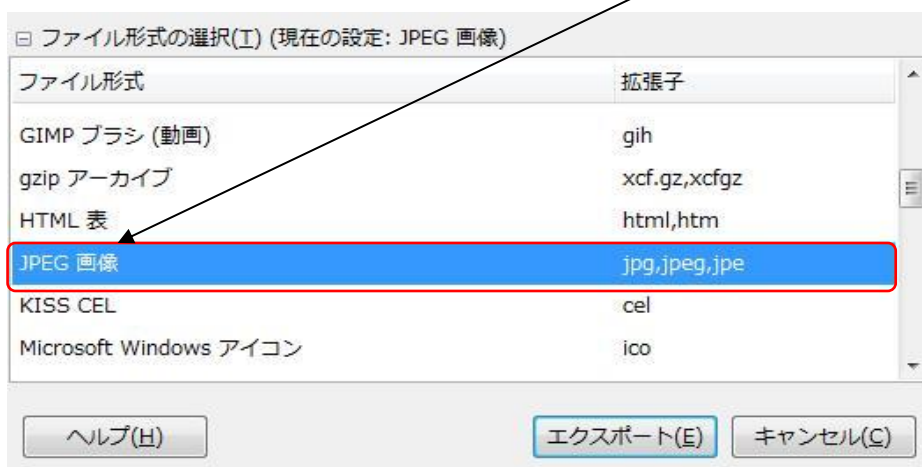 ファイル形式の選択(T) (現在の設定: JPEG 画像)
ファイル形式 拡張子
GIMP ブラシ (動画) gih
gzip アーカイブ xcf.gz,xcfgz
HTML 表 html,htm
JPEG 画像 jpg,jpeg,jpe
KISS CEL cel
Microsoft Windows アイコン ico
ヘルプ(H) エクスポート(E) キャンセル(C)